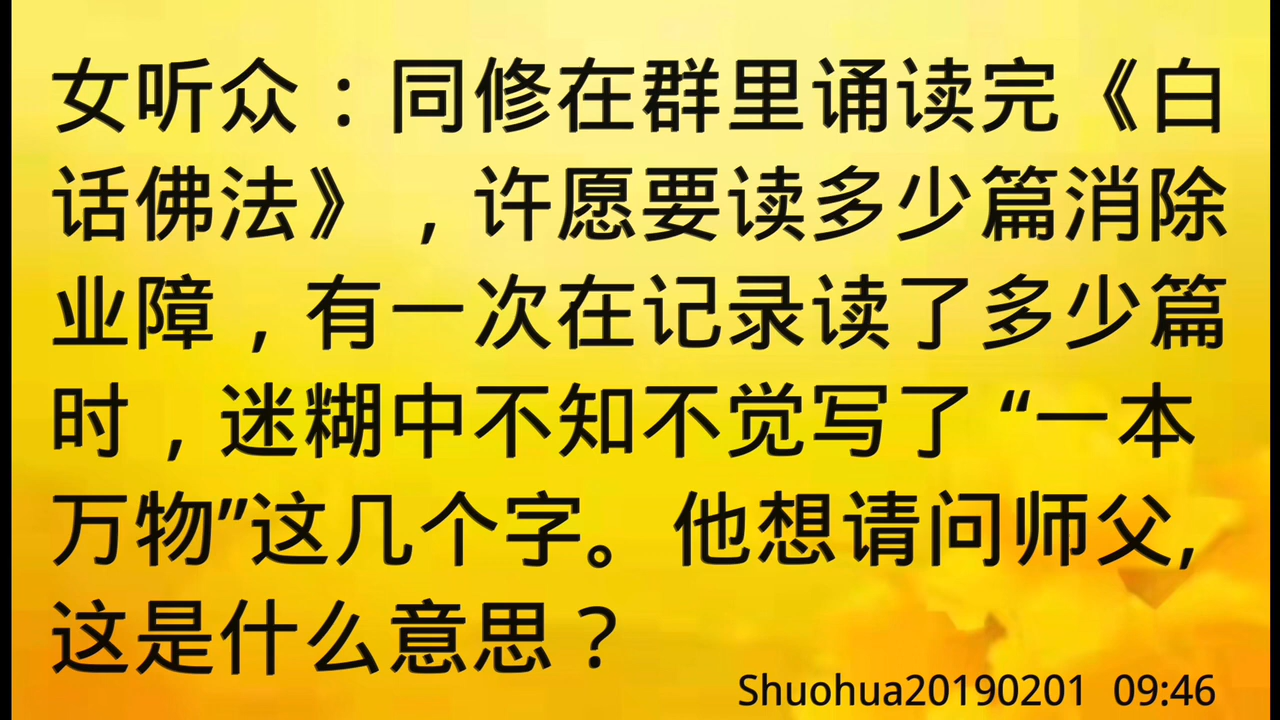 女听众：同修在群里诵读完《白
话佛法》，许愿要读多少篇消除
业障，有一次在记录读了多少篇
时，迷糊中不知不觉写了“一本
万物”这几个字。他想请问师父,
这是什么意思？
Shuohua20190201 09:46